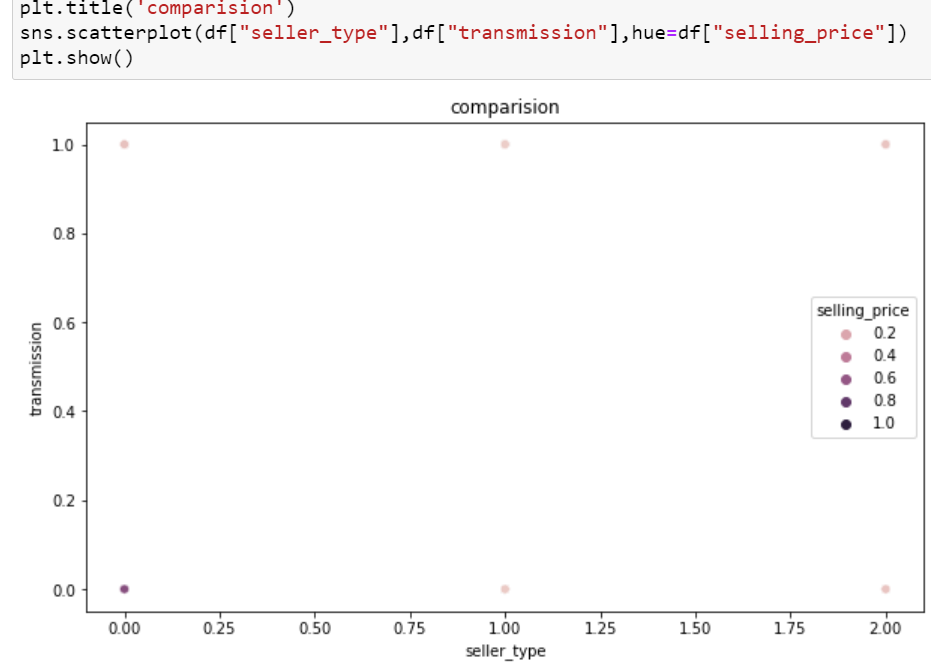 plt.title('comparision')
sns.scatterplot(df["seller_type"],df["transmission"],hue=df["selling_price"])
plt.show()
comparision
1.0
0.8
0.6
0.4
0.2
0.0
transmission
selling_price
0.2
0.4
0.6
0.8
1.0
0.00 0.25 0.50 0.75 1.00 1.25 1.50 1.75 2.00
seller_type